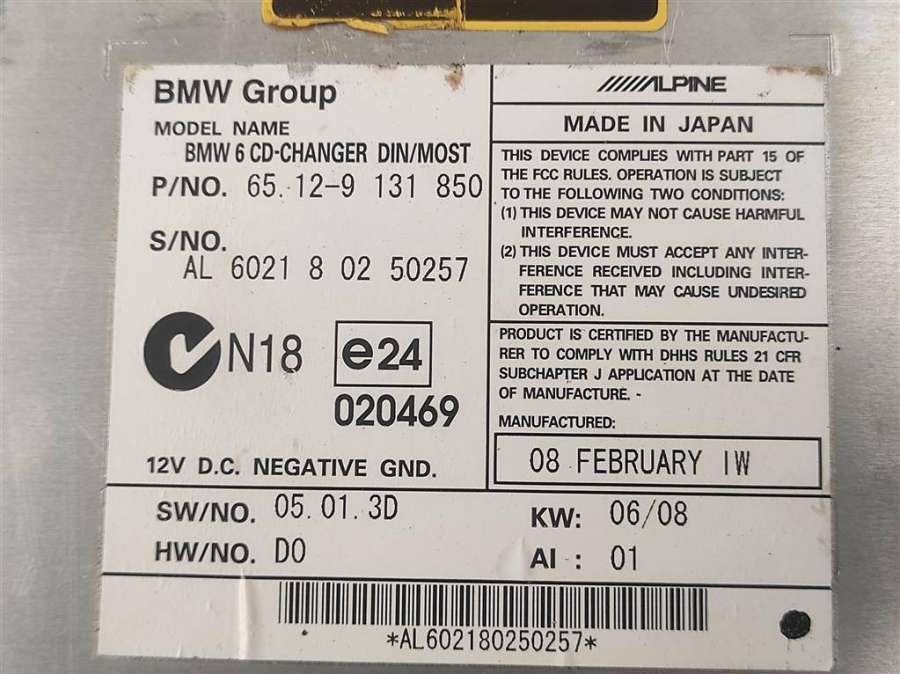 BMW Group
MODEL NAME
BMW 6 CD-CHANGER DIN/MOST
P/NO. 65. 12-9 131 850
S/NO.
AL 6021 8 02 50257
N18
e24
020469
12V D.C. NEGATIVE GND.
ALPINE
MADE IN JAPAN
THIS DEVICE COMPLIES WITH PART 15 OF
THE FCC RULES. OPERATION IS SUBJECT
TO THE FOLLOWING TWO CONDITIONS:
(1) THIS DEVICE MAY NOT CAUSE HARMFUL
INTERFERENCE.
(2) THIS DEVICE MUST ACCEPT ANY INTER-
FERENCE RECEIVED INCLUDING INTER-
FERENCE THAT MAY CAUSE UNDESIRED
OPERATION.
PRODUCT IS CERTIFIED BY THE MANUFACTU-
RER TO COMPLY WITH DHHS RULES 21 CFR
SUBCHAPTER J APPLICATION AT THE DATE
OF MANUFACTURE. -
MANUFACTURED:
08 FEBRUARY IW
SW/NO. 05. 01. 3D
KW: 06/08
HW/NO. D0
AI : 01
*AL602180250257*